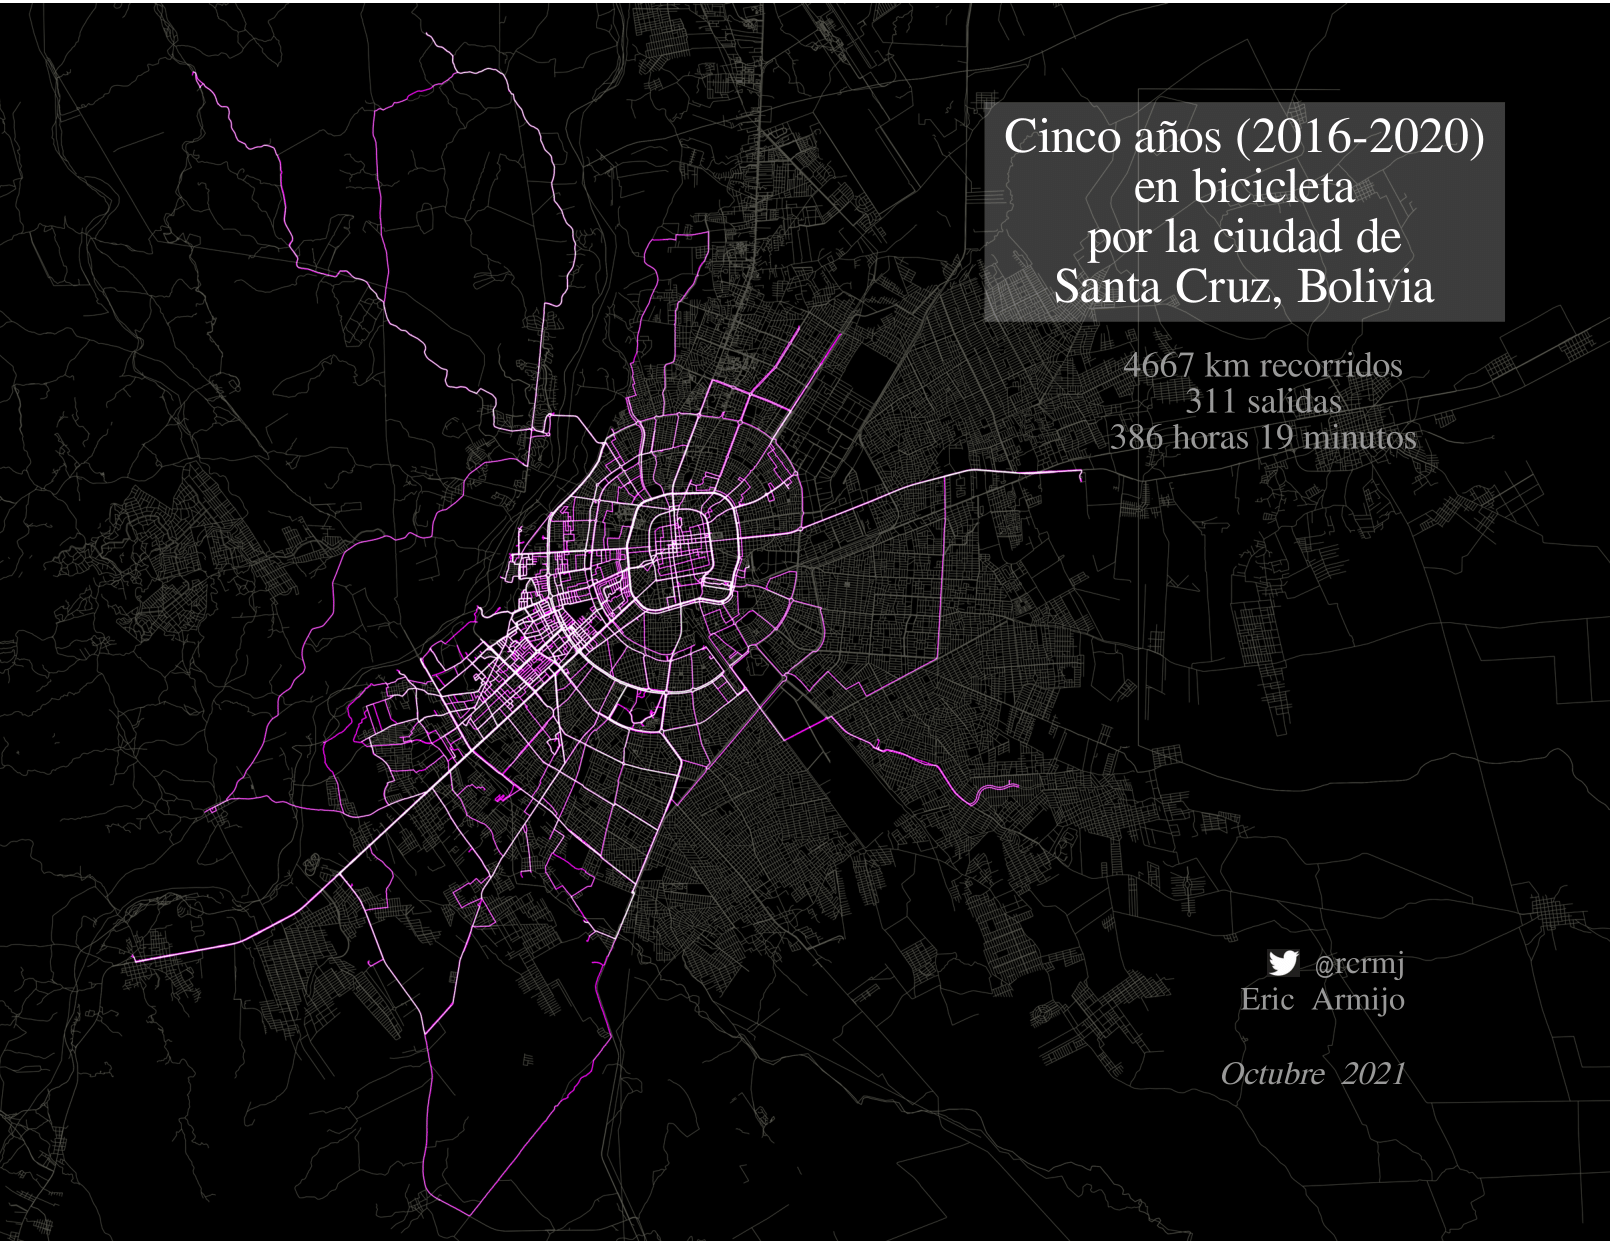 Cinco años (2016-2020)
en bicicleta
por la ciudad de
Santa Cruz, Bolivia
4667 km recorridos
311 salidas
386 horas 19 minutos
@rcrmj
Eric Armijo
Octubre 2021